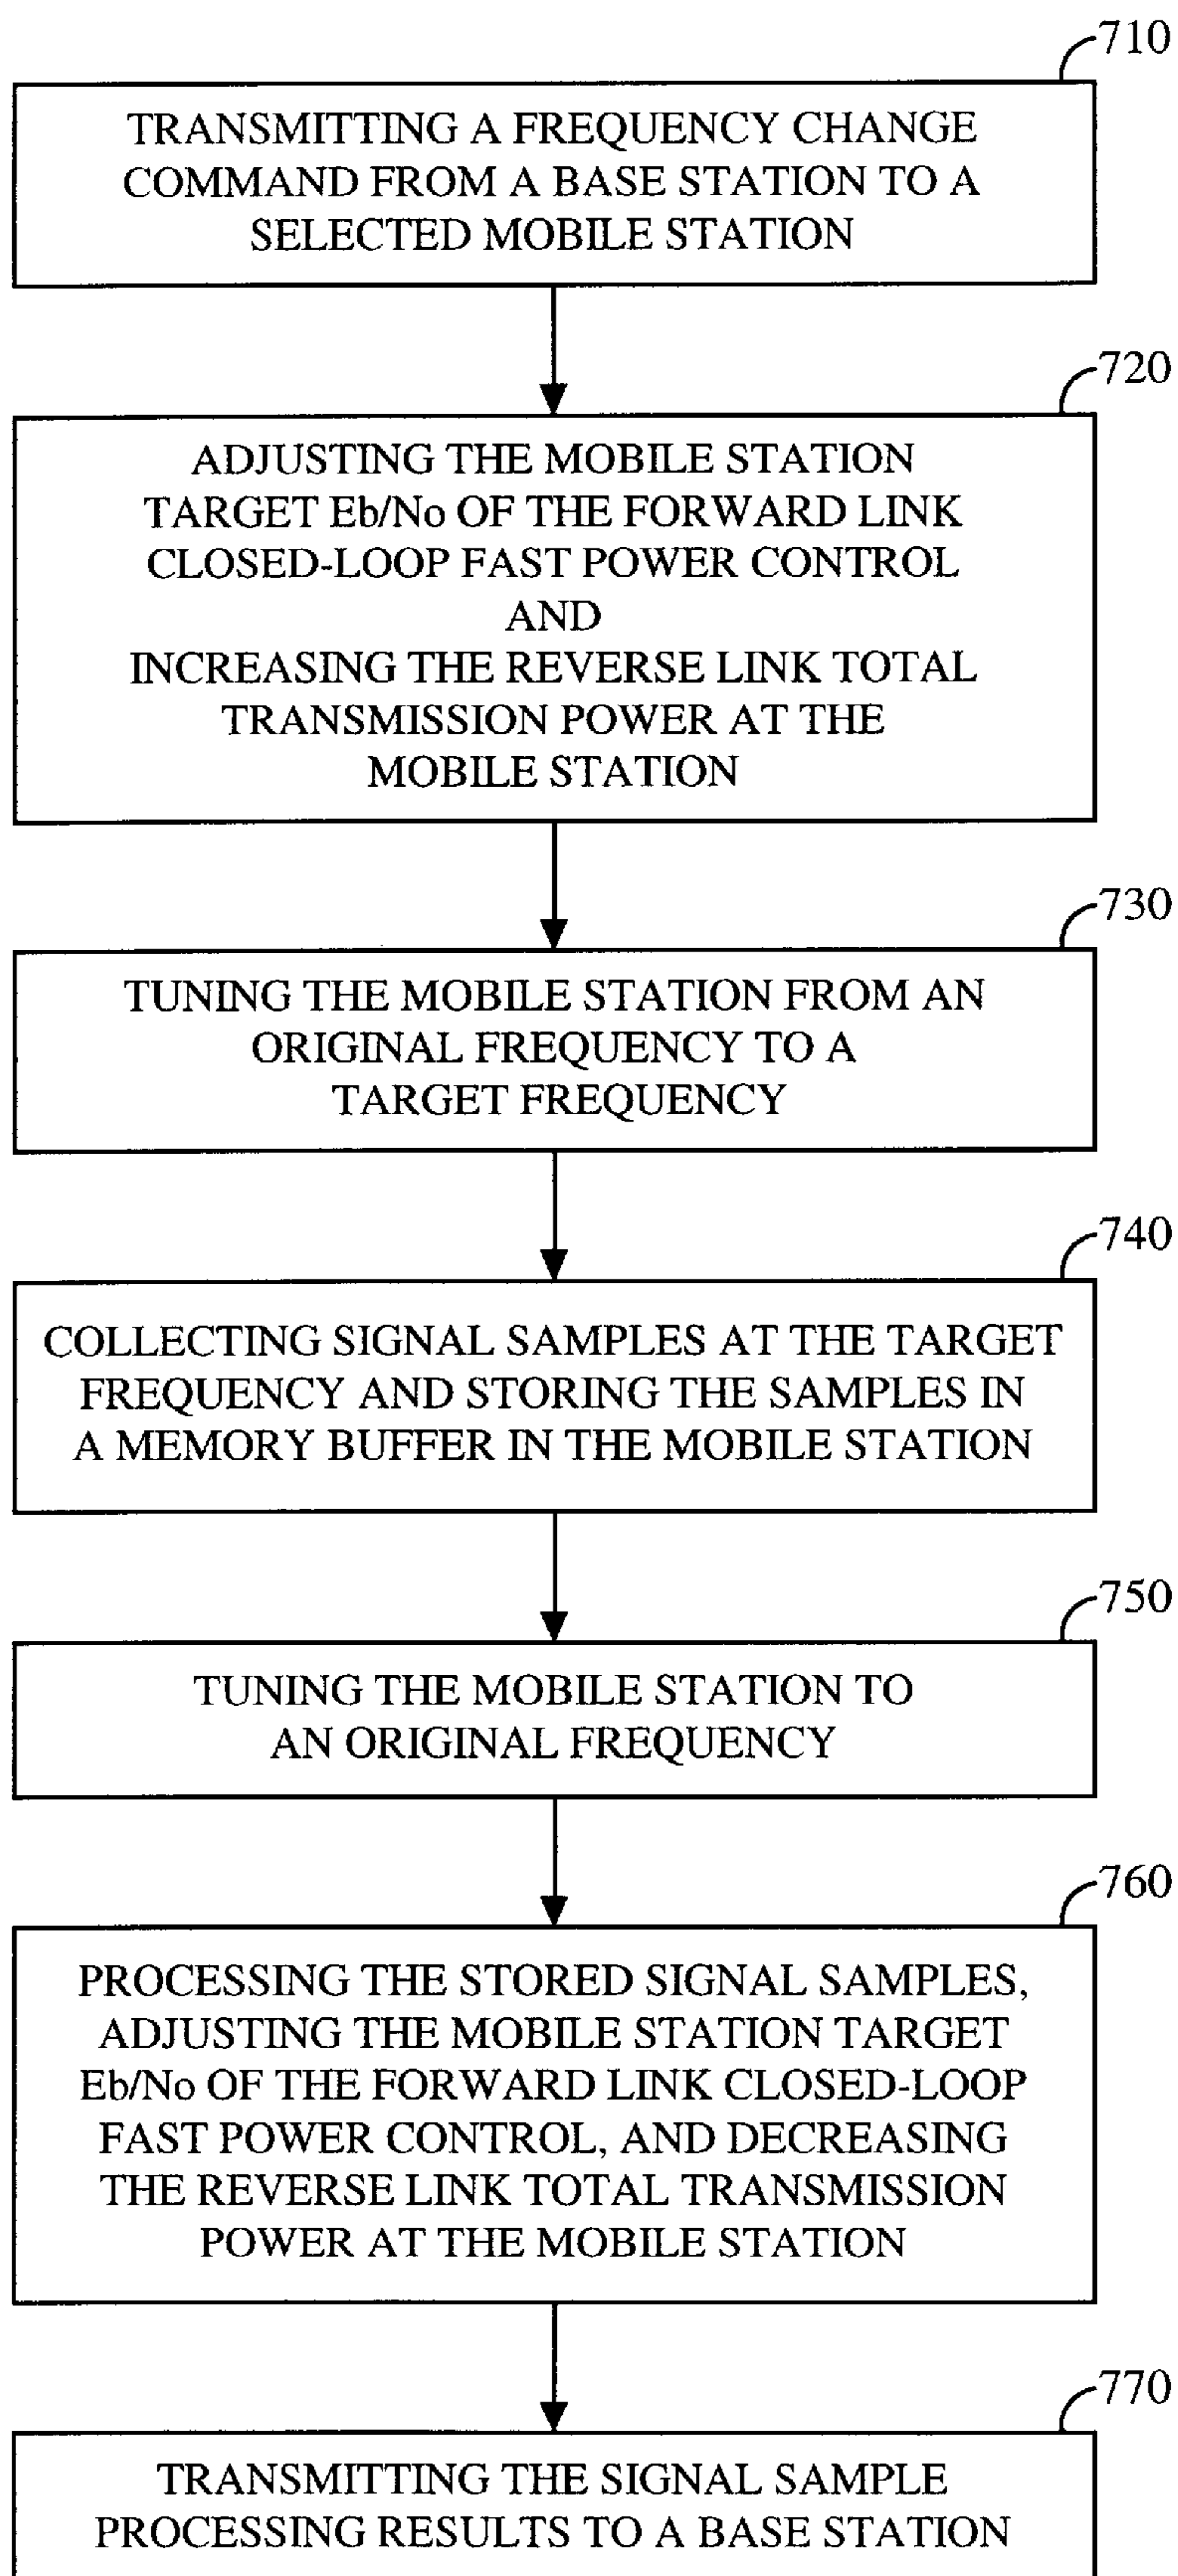 710
TRANSMITTING A FREQUENCY CHANGE
COMMAND FROM A BASE STATION TO A
SELECTED MOBILE STATION
720
ADJUSTING THE MOBILE STATION
TARGET Eb/No OF THE FORWARD LINK
CLOSED-LOOP FAST POWER CONTROL
AND
INCREASING THE REVERSE LINK TOTAL
TRANSMISSION POWER AT THE
MOBILE STATION
730
TUNING THE MOBILE STATION FROM AN
ORIGINAL FREQUENCY TO A
TARGET FREQUENCY
740
COLLECTING SIGNAL SAMPLES AT THE TARGET
FREQUENCY AND STORING THE SAMPLES IN
A MEMORY BUFFER IN THE MOBILE STATION
750
TUNING THE MOBILE STATION TO
AN ORIGINAL FREQUENCY
760
PROCESSING THE STORED SIGNAL SAMPLES,
ADJUSTING THE MOBILE STATION TARGET
Eb/No OF THE FORWARD LINK CLOSED-LOOP
FAST POWER CONTROL, AND DECREASING
THE REVERSE LINK TOTAL TRANSMISSION
POWER AT THE MOBILE STATION
770
TRANSMITTING THE SIGNAL SAMPLE
PROCESSING RESULTS TO A BASE STATION